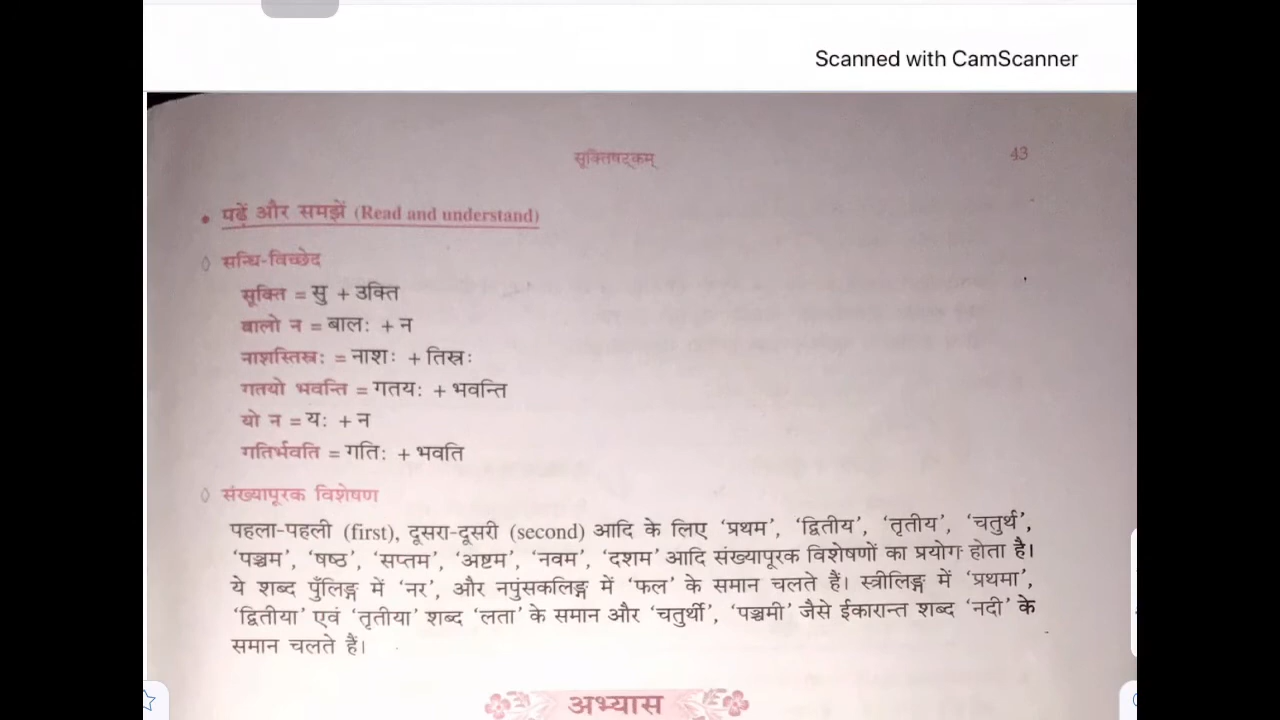 Scanned with CamScanner
सूक्तिषट्कम् 43
• पढ़ें और समझें (Read and understand)
◊ सन्धि-विच्छेद
सूक्ति = सु + उक्ति
बालो न = बालः + न
नाशस्तिस्रः = नाशः + तिस्रः
गतयो भवन्ति = गतयः + भवन्ति
यो न = यः + न
गतिर्भवति = गतिः + भवति
◊ संख्यापूरक विशेषण
पहला-पहली (first), दूसरा-दूसरी (second) आदि के लिए ‘प्रथम’, ‘द्वितीय’, ‘तृतीय’, ‘चतुर्थ’,
‘पञ्चम’, ‘षष्ठ’, ‘सप्तम’, ‘अष्टम’, ‘नवम’, ‘दशम’ आदि संख्यापूरक विशेषणों का प्रयोग होता है।
ये शब्द पुँलिङ्ग में ‘नर’, और नपुंसकलिङ्ग में ‘फल’ के समान चलते हैं। स्त्रीलिङ्ग में ‘प्रथमा’,
‘द्वितीया’ एवं ‘तृतीया’ शब्द ‘लता’ के समान और ‘चतुर्थी’, ‘पञ्चमी’ जैसे ईकारान्त शब्द ‘नदी’ के
समान चलते हैं।
अभ्यास